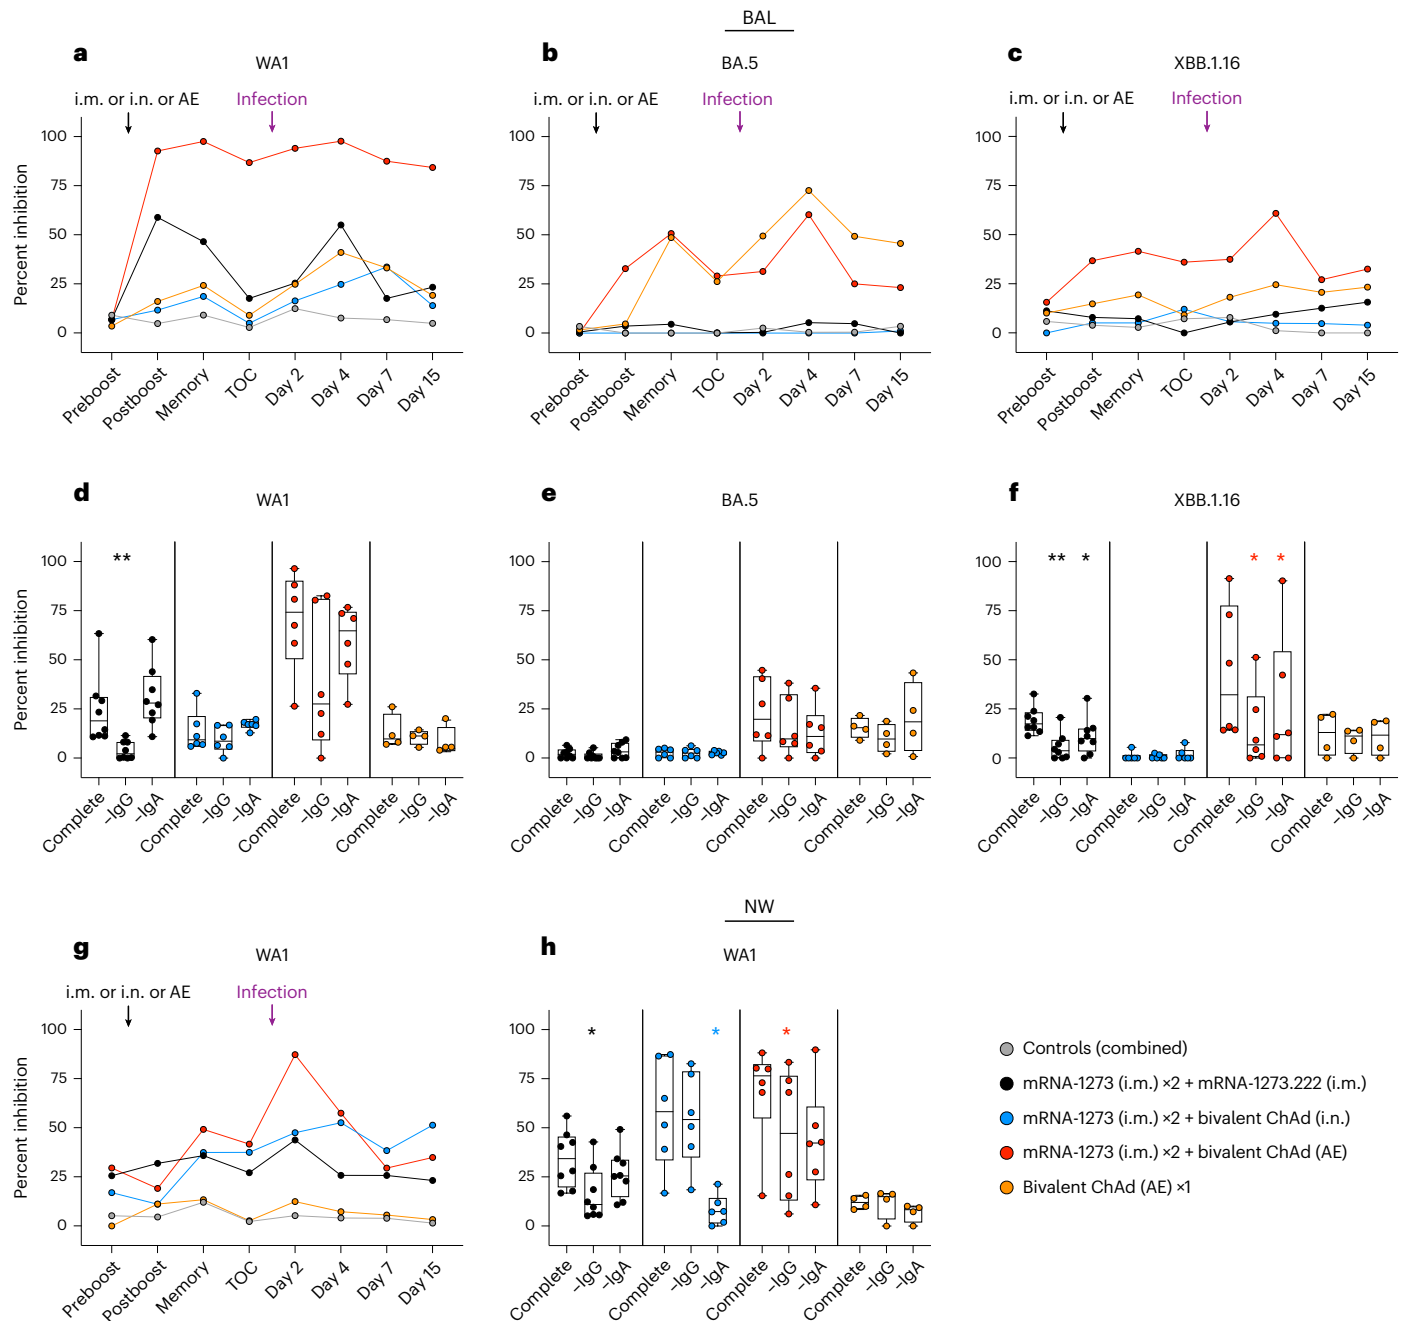 BAL
a
WA1
i.m. or i.n. or AE
Infection
Percent inhibition
100
75
50
25
0
Preboost
Postboost
Memory
TOC
Day 2
Day 4
Day 7
Day 15
b
BA.5
i.m. or i.n. or AE
Infection
100
75
50
25
0
Preboost
Postboost
Memory
TOC
Day 2
Day 4
Day 7
Day 15
c
XBB.1.16
i.m. or i.n. or AE
Infection
100
75
50
25
0
Preboost
Postboost
Memory
TOC
Day 2
Day 4
Day 7
Day 15
d
WA1
Percent inhibition
100
75
50
25
0
**
Complete
–IgG
–IgA
Complete
–IgG
–IgA
Complete
–IgG
–IgA
Complete
–IgG
–IgA
e
BA.5
100
75
50
25
0
Complete
–IgG
–IgA
Complete
–IgG
–IgA
Complete
–IgG
–IgA
Complete
–IgG
–IgA
f
XBB.1.16
100
75
50
25
0
** * * *
Complete
–IgG
–IgA
Complete
–IgG
–IgA
Complete
–IgG
–IgA
Complete
–IgG
–IgA
NW
g
WA1
i.m. or i.n. or AE
Infection
Percent inhibition
100
75
50
25
0
Preboost
Postboost
Memory
TOC
Day 2
Day 4
Day 7
Day 15
h
WA1
100
75
50
25
0
* * *
Complete
–IgG
–IgA
Complete
–IgG
–IgA
Complete
–IgG
–IgA
Complete
–IgG
–IgA
Controls (combined)
mRNA-1273 (i.m.) ×2 + mRNA-1273.222 (i.m.)
mRNA-1273 (i.m.) ×2 + bivalent ChAd (i.n.)
mRNA-1273 (i.m.) ×2 + bivalent ChAd (AE)
Bivalent ChAd (AE) ×1